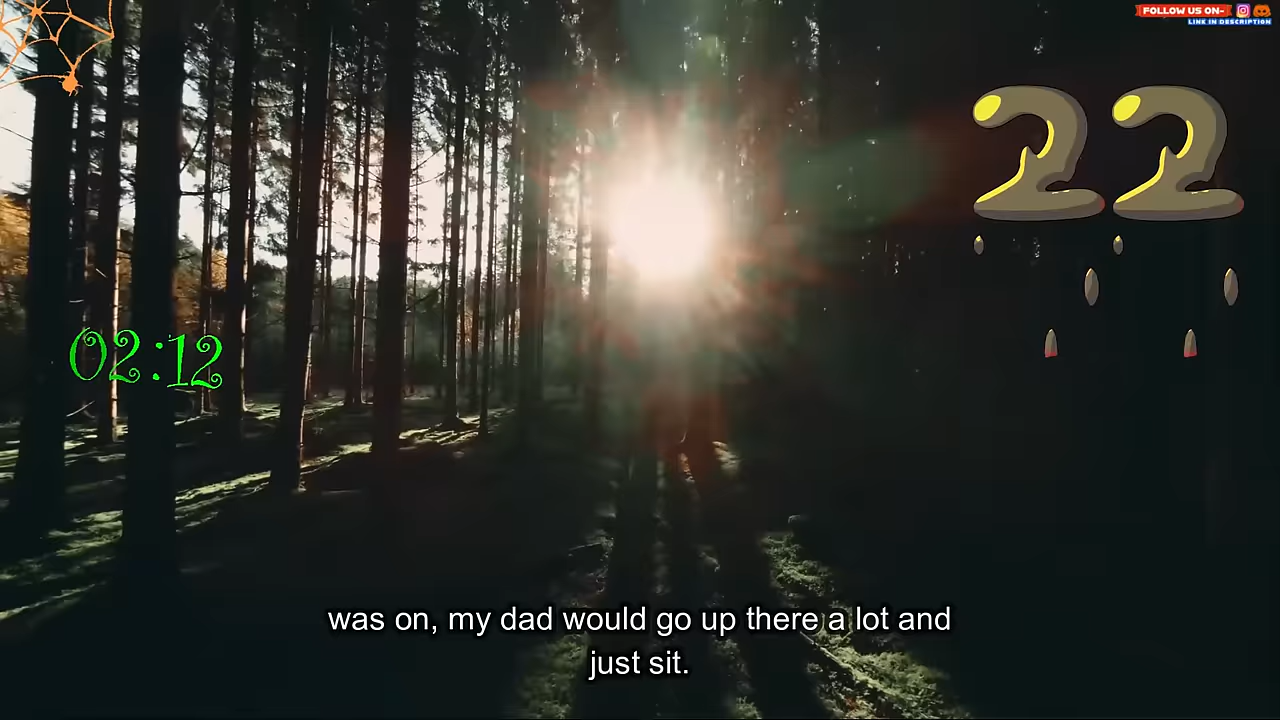 FOLLOW US ON-
LINK IN DESCRIPTION
22
02:12
was on, my dad would go up there a lot and
just sit.